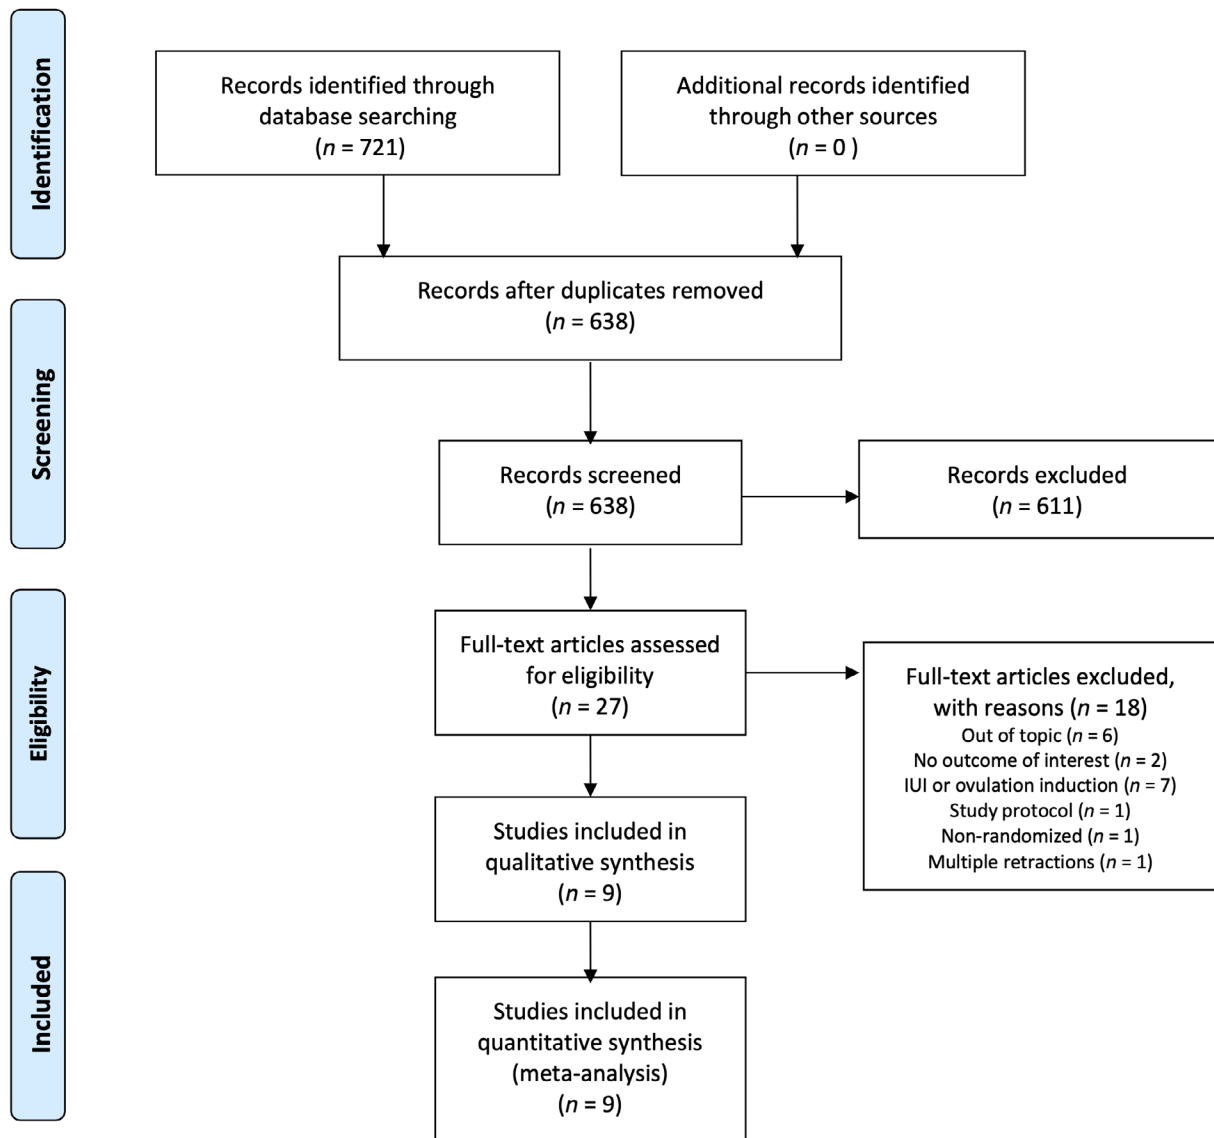 Identification
Records identified through
database searching
(n = 721)
Additional records identified
through other sources
(n = 0 )
Records after duplicates removed
(n = 638)
Screening
Records screened
(n = 638)
Records excluded
(n = 611)
Eligibility
Full-text articles assessed
for eligibility
(n = 27)
Full-text articles excluded,
with reasons (n = 18)
Out of topic (n = 6)
No outcome of interest (n = 2)
IUI or ovulation induction (n = 7)
Study protocol (n = 1)
Non-randomized (n = 1)
Multiple retractions (n = 1)
Studies included in
qualitative synthesis
(n = 9)
Included
Studies included in
quantitative synthesis
(meta-analysis)
(n = 9)